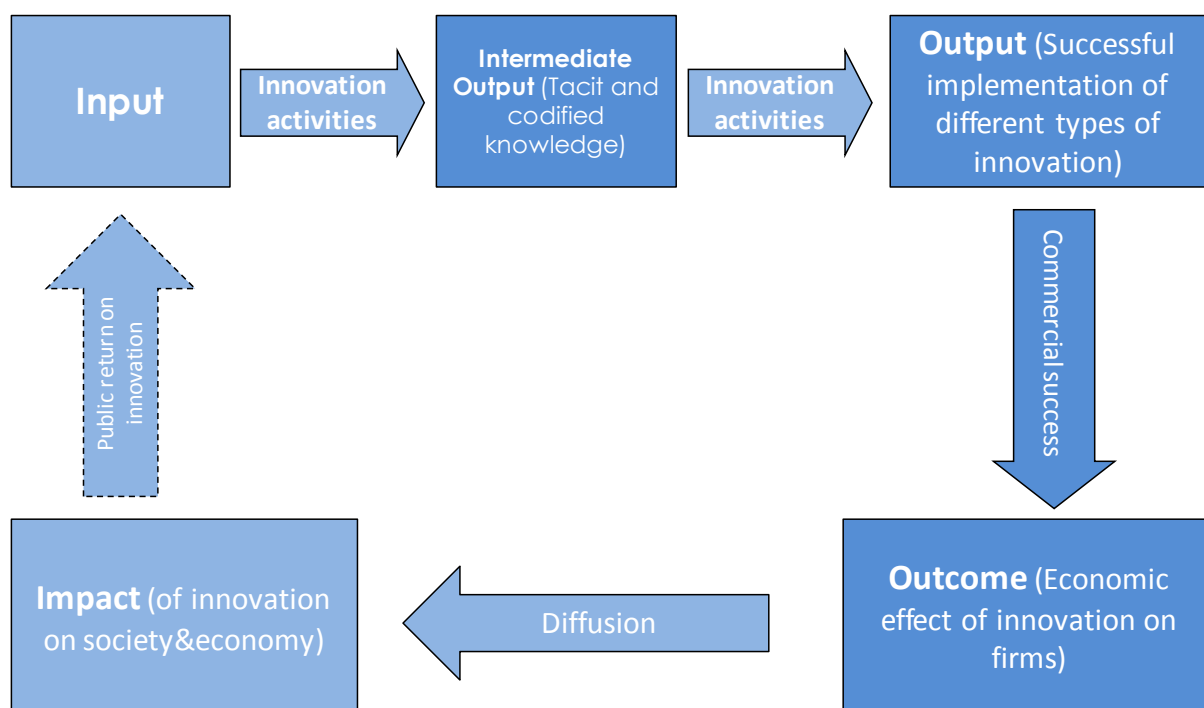 Input
Innovation
activities
Intermediate
Output (Tacit and
codified
knowledge)
Innovation
activities
Output (Successful
implementation of
different types of
innovation)
Commercial success
Outcome (Economic
effect of innovation on
firms)
Diffusion
Impact (of innovation
on society&economy)
Public return on
innovation